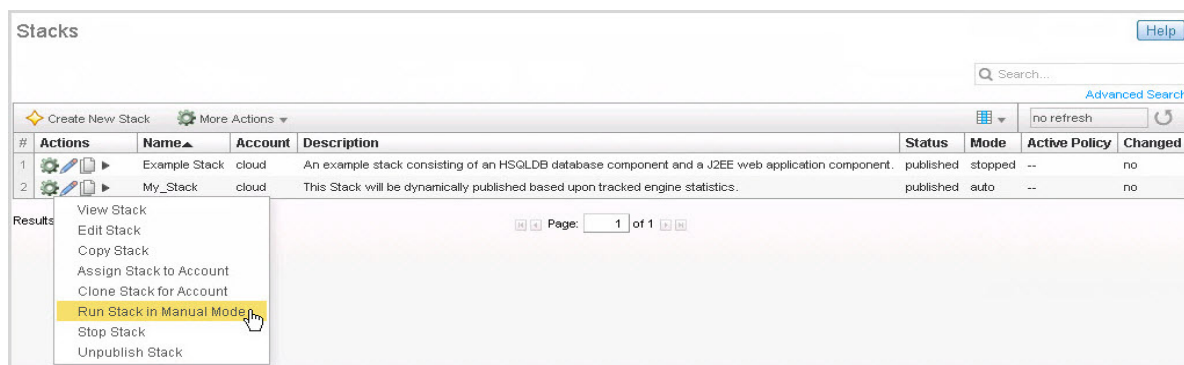 Stacks
Help
Search...
Advanced Search
Create New Stack More Actions no refresh
# Actions Name Account Description Status Mode Active Policy Changed
1 Example Stack cloud An example stack consisting of an HSQLDB database component and a J2EE web application component. published stopped -- no
2 My_Stack cloud This Stack will be dynamically published based upon tracked engine statistics. published auto -- no
Results Page: 1 of 1
View Stack
Edit Stack
Copy Stack
Assign Stack to Account
Clone Stack for Account
Run Stack in Manual Mode
Stop Stack
Unpublish Stack